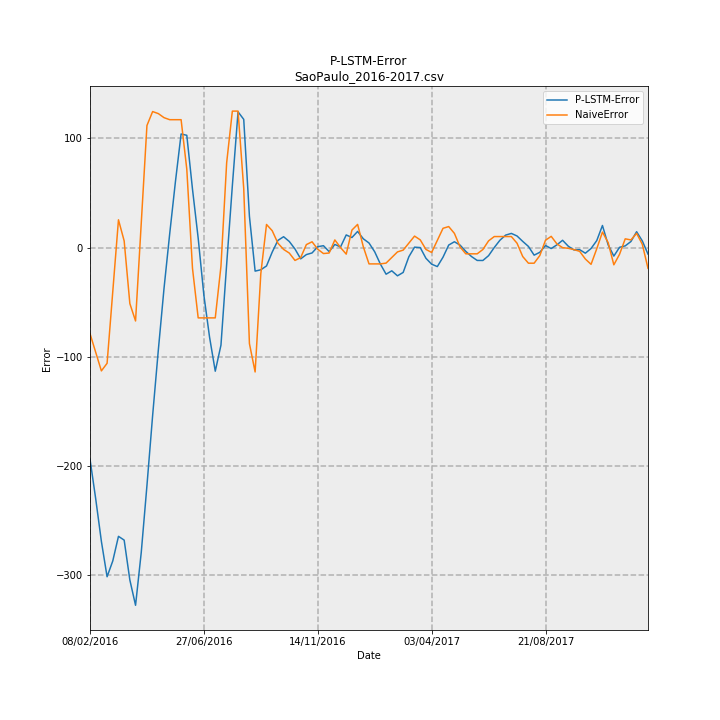 P-LSTM-Error
SaoPaulo_2016-2017.csv
P-LSTM-Error
NaiveError
100
0
−100
−200
−300
Error
08/02/2016
27/06/2016
14/11/2016
03/04/2017
21/08/2017
Date